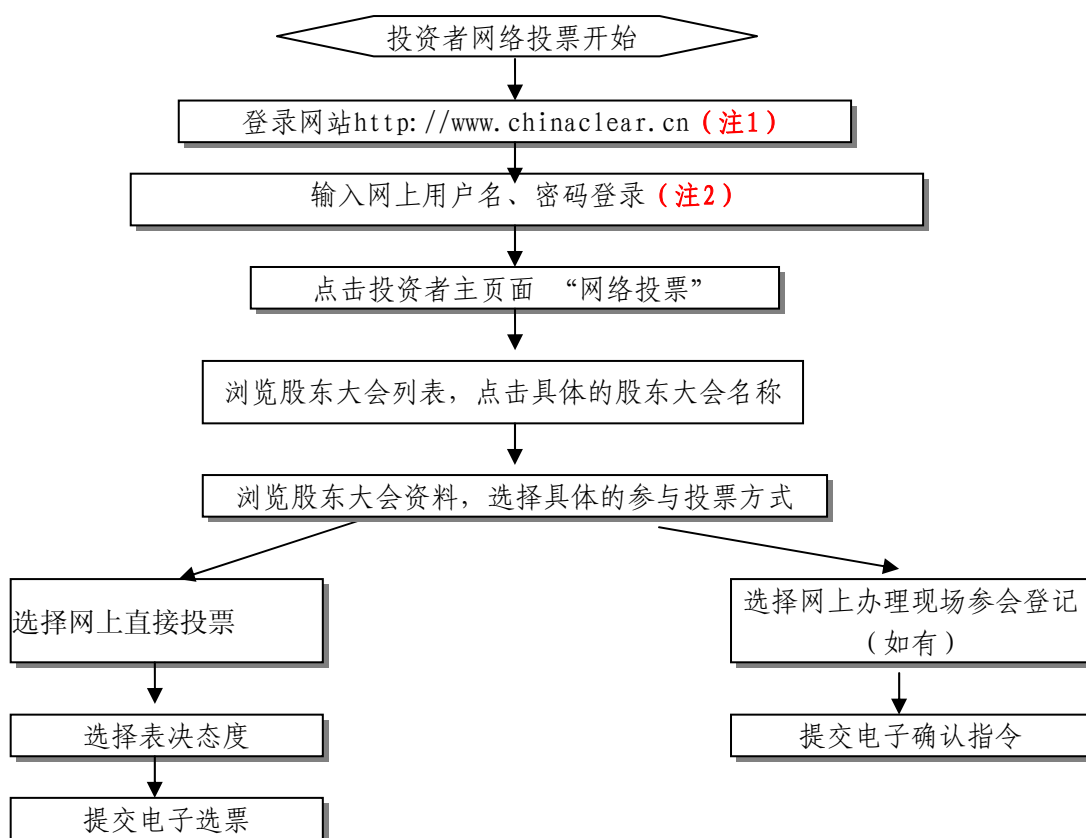 投资者网络投票开始
登录网站http://www.chinaclear.cn（注1）
输入网上用户名、密码登录（注2）
点击投资者主页面 “网络投票”
浏览股东大会列表，点击具体的股东大会名称
浏览股东大会资料，选择具体的参与投票方式
选择网上直接投票
选择表决态度
提交电子选票
选择网上办理现场参会登记
（如有）
提交电子确认指令